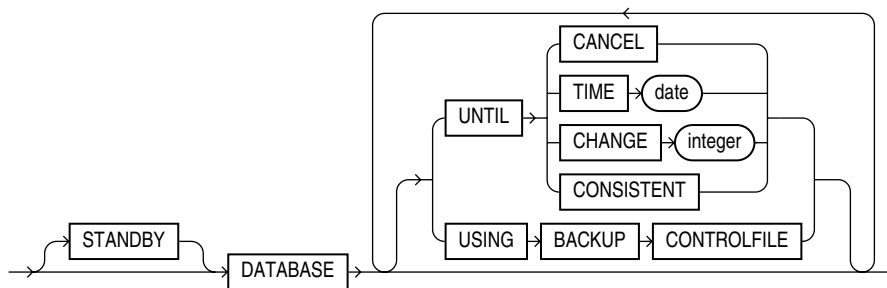 CANCEL
TIME date
UNTIL
CHANGE integer
CONSISTENT
STANDBY
USING BACKUP CONTROLFILE
DATABASE